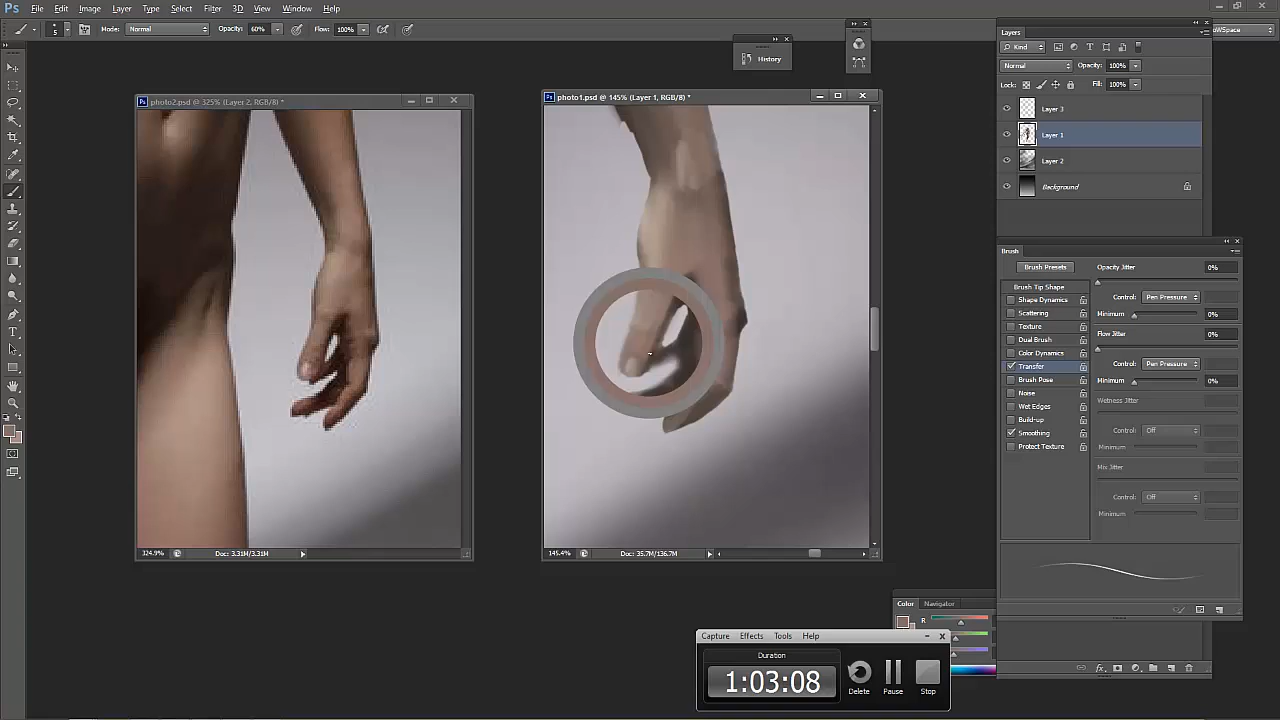 Ps File Edit Image Layer Type Select Filter 3D View Window Help
5 Mode: Normal Opacity: 60% Flow: 100%
History
photo2.psd @ 325% (Layer 2, RGB/8) *
photo1.psd @ 145% (Layer 1, RGB/8) *
324.9% Doc: 3.31M/3.31M
145.4% Doc: 35.7M/136.7M
Layers
Kind
Normal Opacity: 100%
Lock: Fill: 100%
Layer 3
Layer 1
Layer 2
Background
Brush
Brush Presets
Brush Tip Shape
Shape Dynamics
Scattering
Texture
Dual Brush
Color Dynamics
Transfer
Brush Pose
Noise
Wet Edges
Build-up
Smoothing
Protect Texture
Opacity Jitter 0%
Control: Pen Pressure
Minimum 0%
Flow Jitter 0%
Control: Pen Pressure
Minimum 0%
Wetness Jitter
Control: Off
Minimum
Mix Jitter
Control: Off
Minimum
Color Navigator
R
Capture Effects Tools Help
Duration
1:03:08
Delete Pause Stop